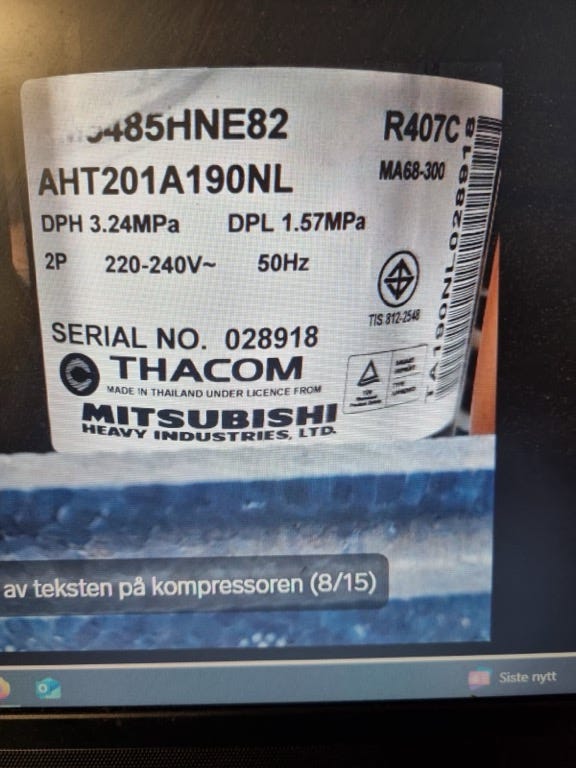 R407C
AHT201A190NL
MA68-300
DPH 3.24MPa DPL 1.57MPa
2P 220-240V~ 50Hz
TIS 812-2548
SERIAL NO. 028918
THACOM
MADE IN THAILAND UNDER LICENCE FROM
MITSUBISHI
HEAVY INDUSTRIES, LTD.
av teksten på kompressoren (8/15)
Siste nytt